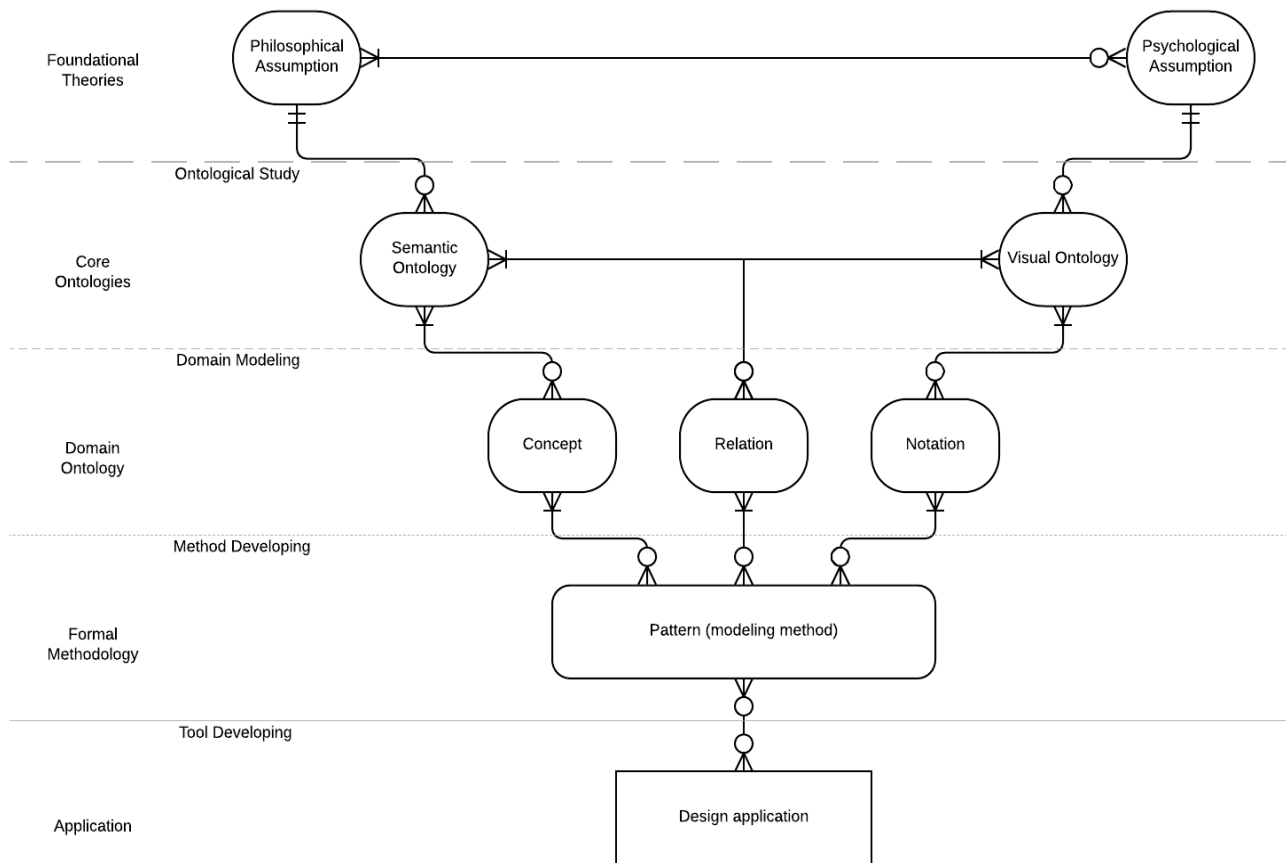 Foundational
Theories
Philosophical
Assumption
Psychological
Assumption
Ontological Study
Core
Ontologies
Semantic
Ontology
Visual Ontology
Domain Modeling
Domain
Ontology
Concept
Relation
Notation
Method Developing
Formal
Methodology
Pattern (modeling method)
Tool Developing
Application
Design application